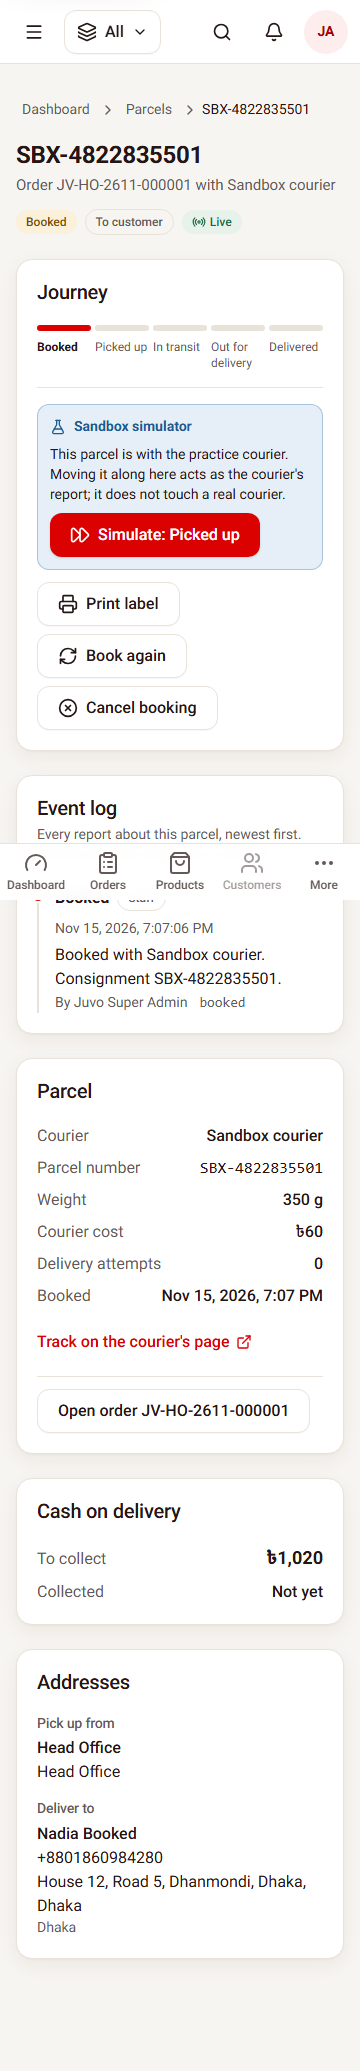 All
JA
Dashboard > Parcels > SBX-4822835501
SBX-4822835501
Order JV-HO-2611-000001 with Sandbox courier
Booked To customer Live
Journey
Booked Picked up In transit Out for delivery Delivered
Sandbox simulator
This parcel is with the practice courier.
Moving it along here acts as the courier's
report; it does not touch a real courier.
Simulate: Picked up
Print label
Book again
Cancel booking
Event log
Every report about this parcel, newest first.
Dashboard Orders Products Customers More
Booked
Nov 15, 2026, 7:07:06 PM
Booked with Sandbox courier.
Consignment SBX-4822835501.
By Juvo Super Admin booked
Parcel
Courier Sandbox courier
Parcel number SBX-4822835501
Weight 350 g
Courier cost ৳60
Delivery attempts 0
Booked Nov 15, 2026, 7:07 PM
Track on the courier's page
Open order JV-HO-2611-000001
Cash on delivery
To collect ৳1,020
Collected Not yet
Addresses
Pick up from
Head Office
Head Office
Deliver to
Nadia Booked
+8801860984280
House 12, Road 5, Dhanmondi, Dhaka,
Dhaka
Dhaka